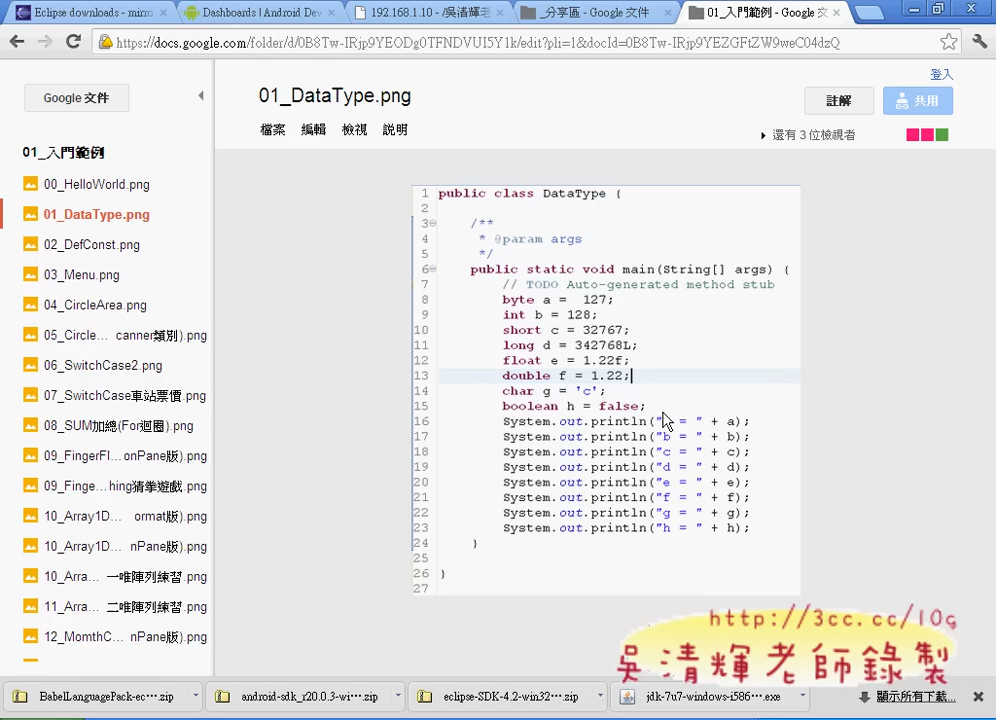 Eclipse downloads - mirro
Dashboards | Android Dev
192.168.1.10 - /吳清輝老
_分享區 - Google 文件
01_入門範例 - Google 文
https://docs.google.com/folder/d/0B8Tw-IRjp9YEODg0TFNDVUI5Y1k/edit?pli=1&docId=0B8Tw-IRjp9YEZGFtZW9weC04dzQ
登入
Google 文件
01_DataType.png
註解
共用
檔案 編輯 檢視 說明
還有 3 位檢視者
01_入門範例
00_HelloWorld.png
01_DataType.png
02_DefConst.png
03_Menu.png
04_CircleArea.png
05_Circle... canner類別).png
06_SwitchCase2.png
07_SwitchCase車站票價.png
08_SUM加總(For迴圈).png
09_FingerFl... onPane版).png
09_Finge...hing猜拳遊戲.png
10_Array1D... ormat版).png
10_Array1D... nPane版).png
10_Arra... 一唯陣列練習.png
11_Arra... 二唯陣列練習.png
12_MomthC... nPane版).png
1 public class DataType {
2
3 /**
4 * @param args
5 */
6 public static void main(String[] args) {
7 // TODO Auto-generated method stub
8 byte a = 127;
9 int b = 128;
10 short c = 32767;
11 long d = 342768L;
12 float e = 1.22f;
13 double f = 1.22;
14 char g = 'c';
15 boolean h = false;
16 System.out.println("a = " + a);
17 System.out.println("b = " + b);
18 System.out.println("c = " + c);
19 System.out.println("d = " + d);
20 System.out.println("e = " + e);
21 System.out.println("f = " + f);
22 System.out.println("g = " + g);
23 System.out.println("h = " + h);
24 }
25
26 }
27
http://3cc.cc/10g
吳清輝老師錄製
BabelLanguagePack-ec....zip
android-sdk_r20.0.3-wi....zip
eclipse-SDK-4.2-win32....zip
jdk-7u7-windows-i586....exe
顯示所有下載...